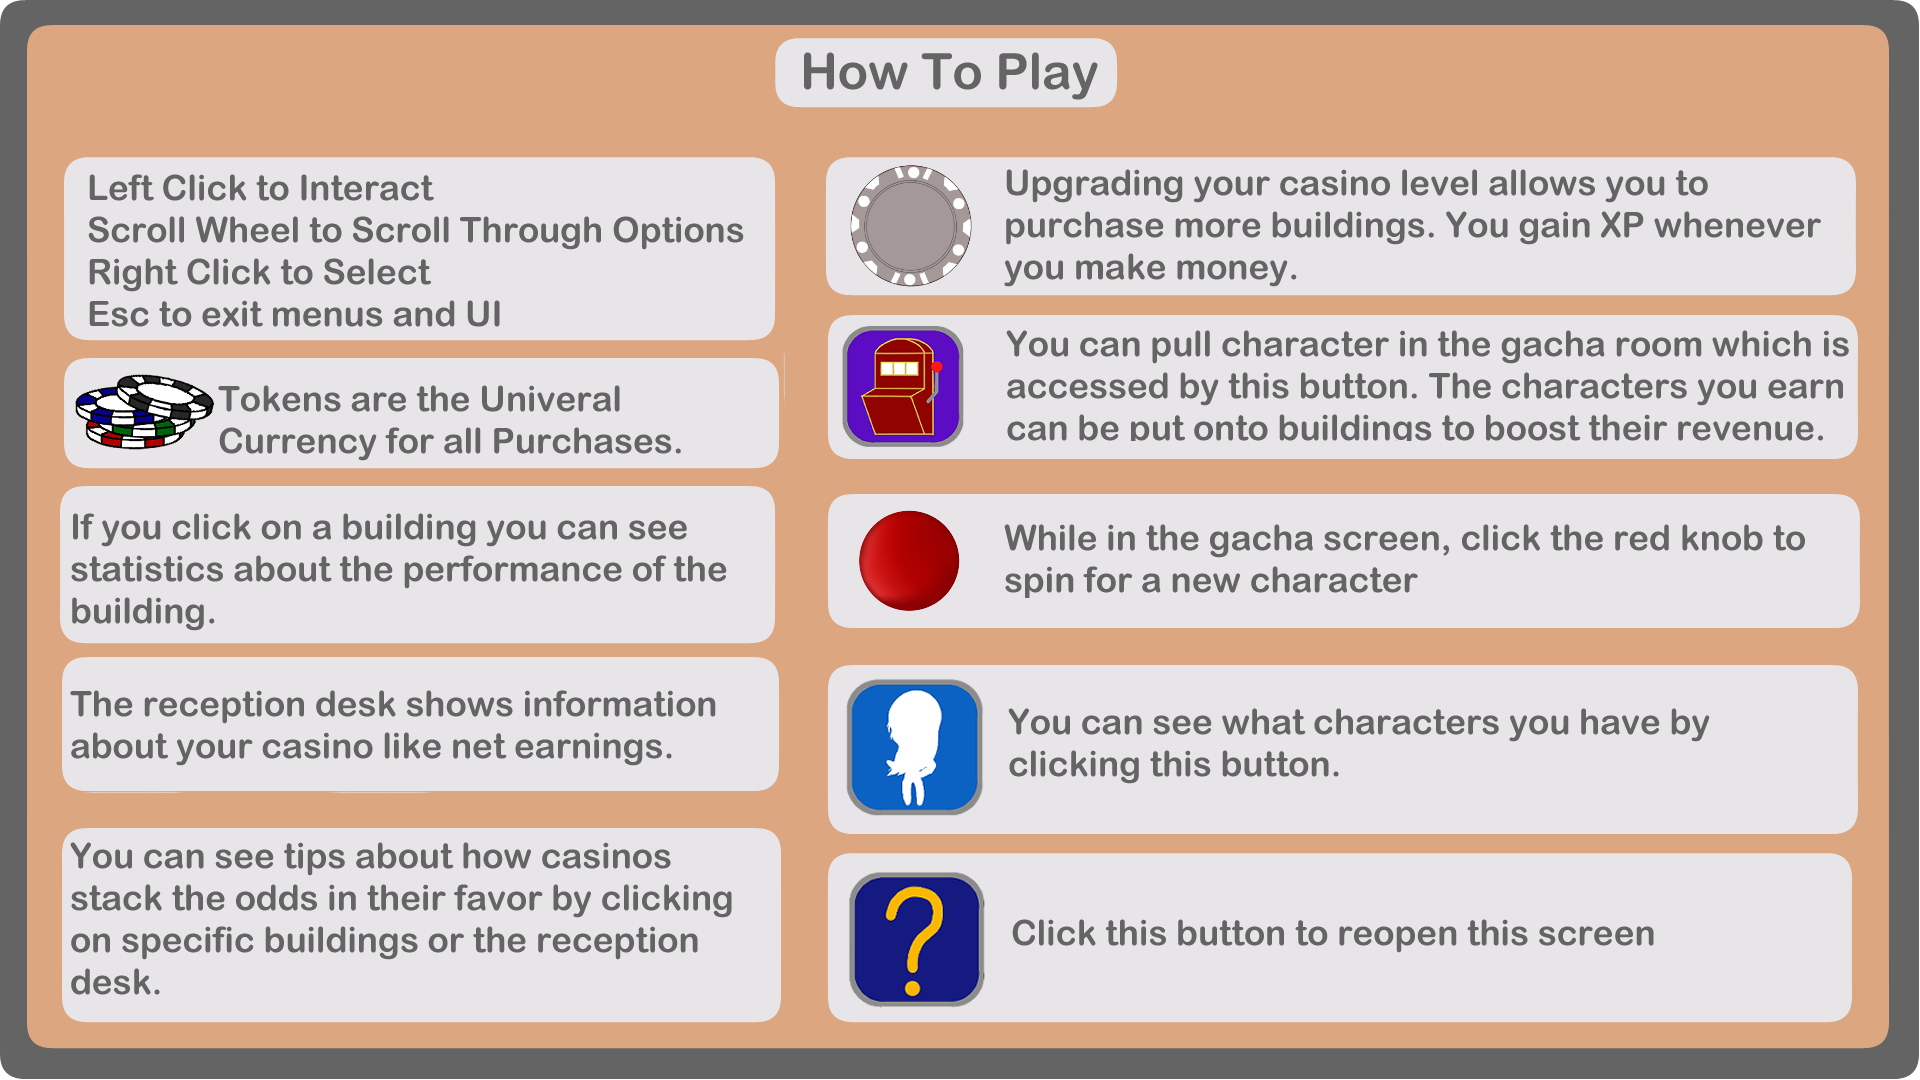 How To Play
Left Click to Interact
Scroll Wheel to Scroll Through Options
Right Click to Select
Esc to exit menus and UI
Tokens are the Univeral
Currency for all Purchases.
If you click on a building you can see
statistics about the performance of the
building.
The reception desk shows information
about your casino like net earnings.
You can see tips about how casinos
stack the odds in their favor by clicking
on specific buildings or the reception
desk.
Upgrading your casino level allows you to
purchase more buildings. You gain XP whenever
you make money.
You can pull character in the gacha room which is
accessed by this button. The characters you earn
can be put onto buildings to boost their revenue.
While in the gacha screen, click the red knob to
spin for a new character
You can see what characters you have by
clicking this button.
?
Click this button to reopen this screen